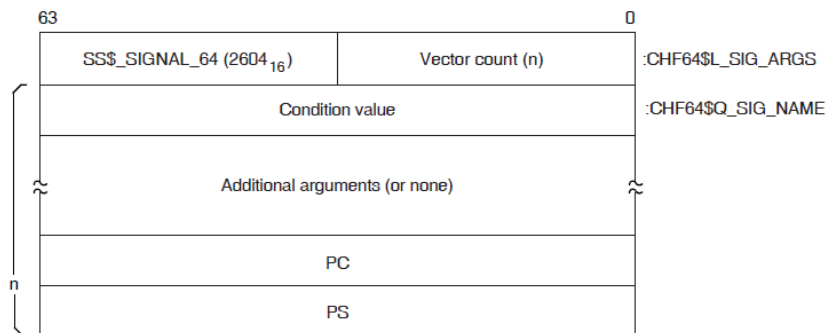 63 0
SS$_SIGNAL_64 (2604₁₆) Vector count (n) :CHF64$L_SIG_ARGS
Condition value :CHF64$Q_SIG_NAME
Additional arguments (or none)
PC
n
PS